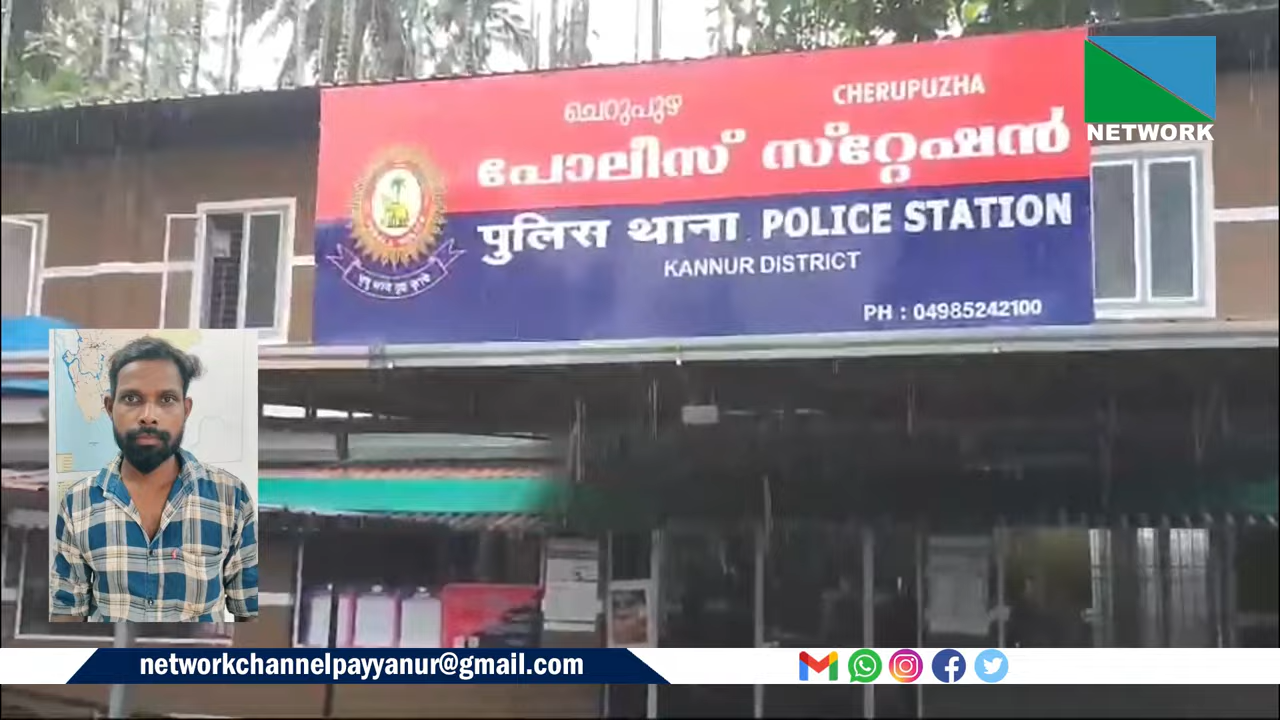 NETWORK
ചെറുപുഴ
CHERUPUZHA
പോലീസ് സ്റ്റേഷൻ
पुलिस थाना POLICE STATION
KANNUR DISTRICT
PH : 04985242100
networkchannelpayyanur@gmail.com